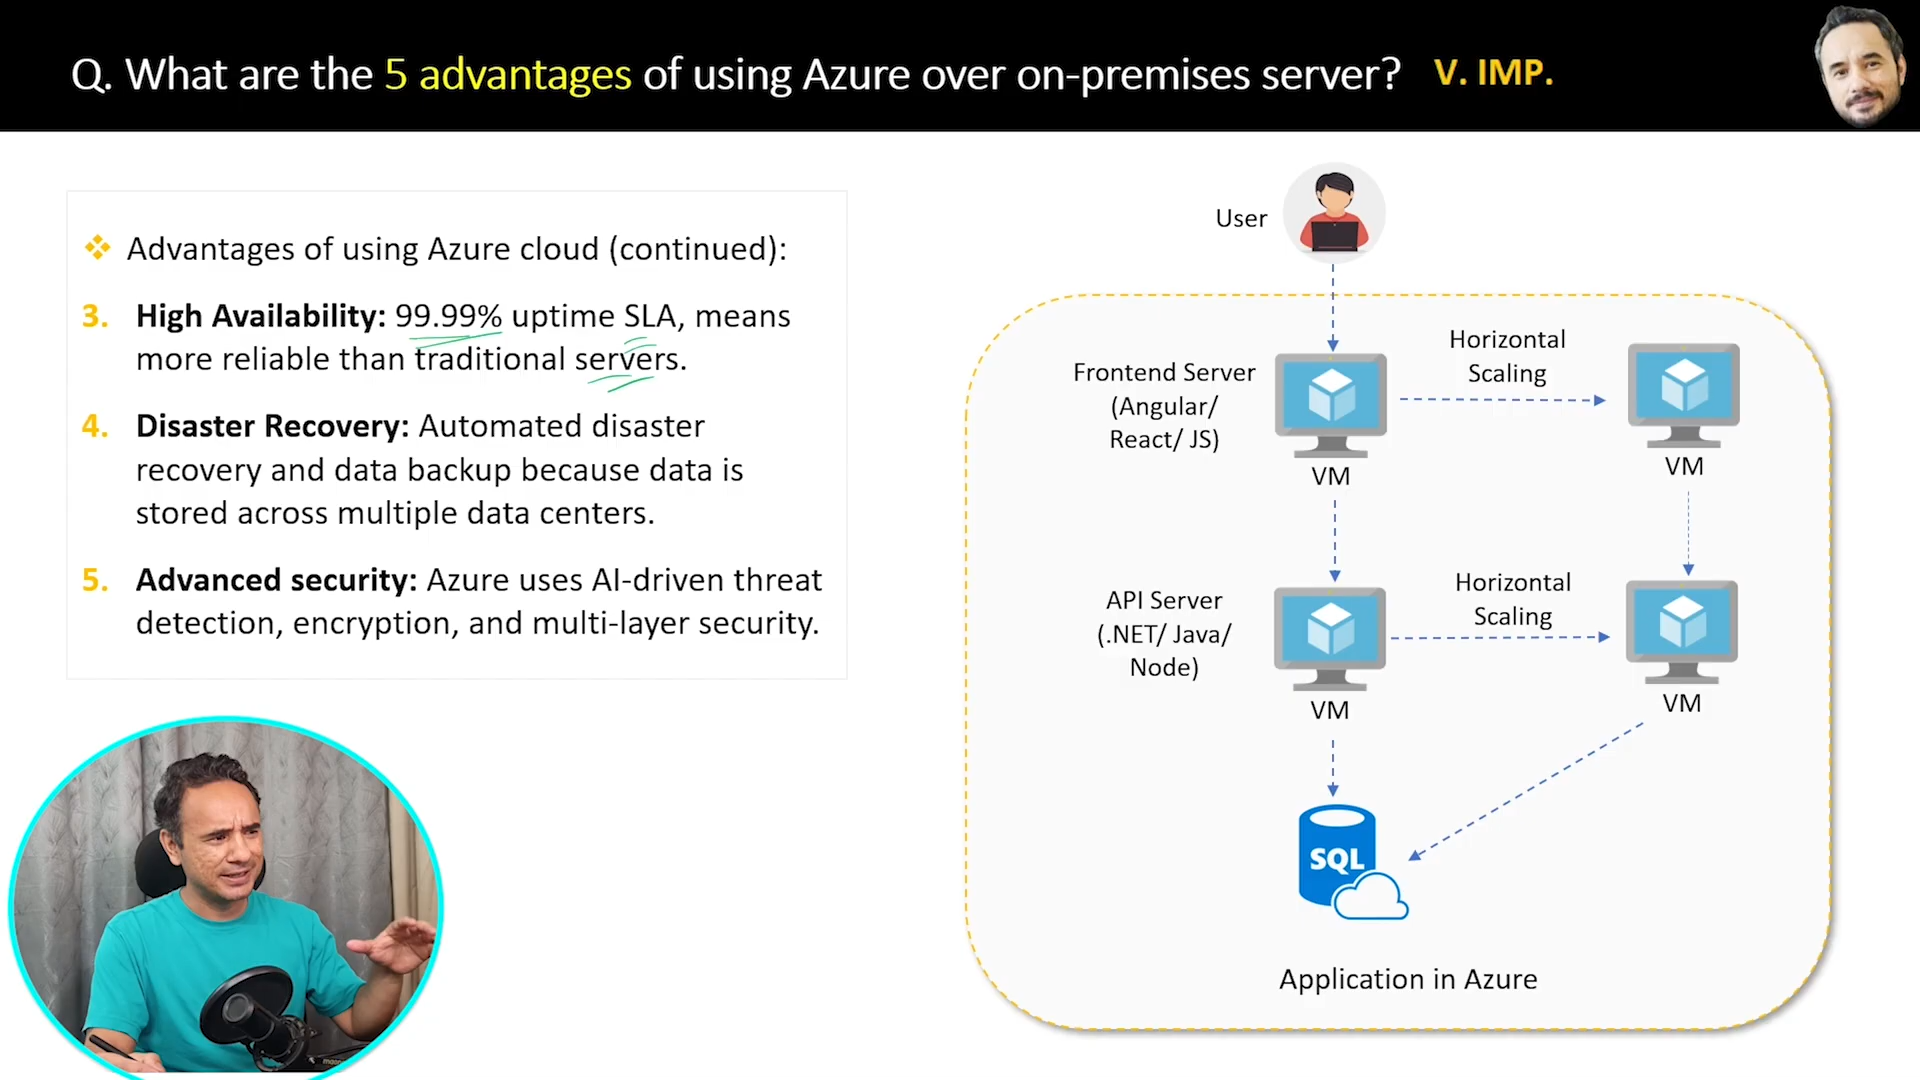 Q. What are the 5 advantages of using Azure over on-premises server? V. IMP.
❖ Advantages of using Azure cloud (continued):
3. High Availability: 99.99% uptime SLA, means
more reliable than traditional servers.
4. Disaster Recovery: Automated disaster
recovery and data backup because data is
stored across multiple data centers.
5. Advanced security: Azure uses AI-driven threat
detection, encryption, and multi-layer security.
User
Frontend Server
(Angular/
React/ JS)
VM
Horizontal
Scaling
VM
API Server
(.NET/ Java/
Node)
VM
Horizontal
Scaling
VM
SQL
Application in Azure